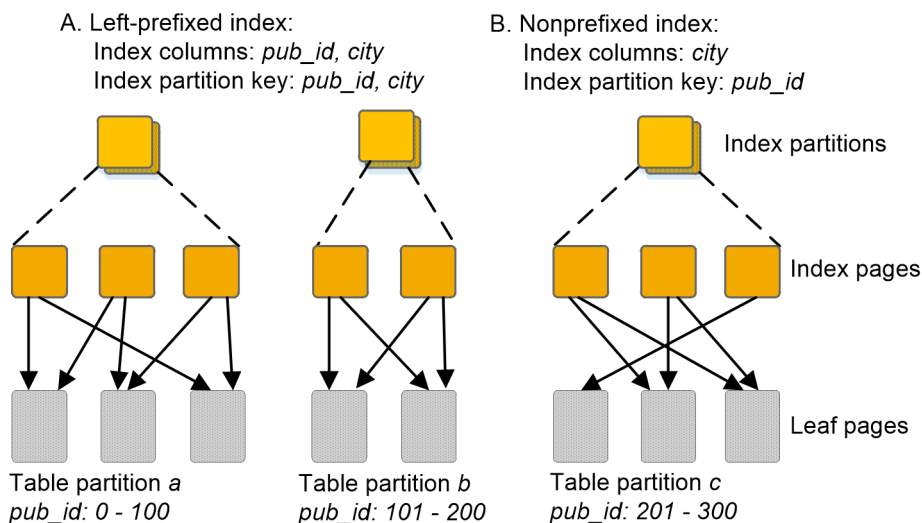 A. Left-prefixed index:
Index columns: pub_id, city
Index partition key: pub_id, city
B. Nonprefixed index:
Index columns: city
Index partition key: pub_id
Index partitions
Index pages
Leaf pages
Table partition a
pub_id: 0 - 100
Table partition b
pub_id: 101 - 200
Table partition c
pub_id: 201 - 300